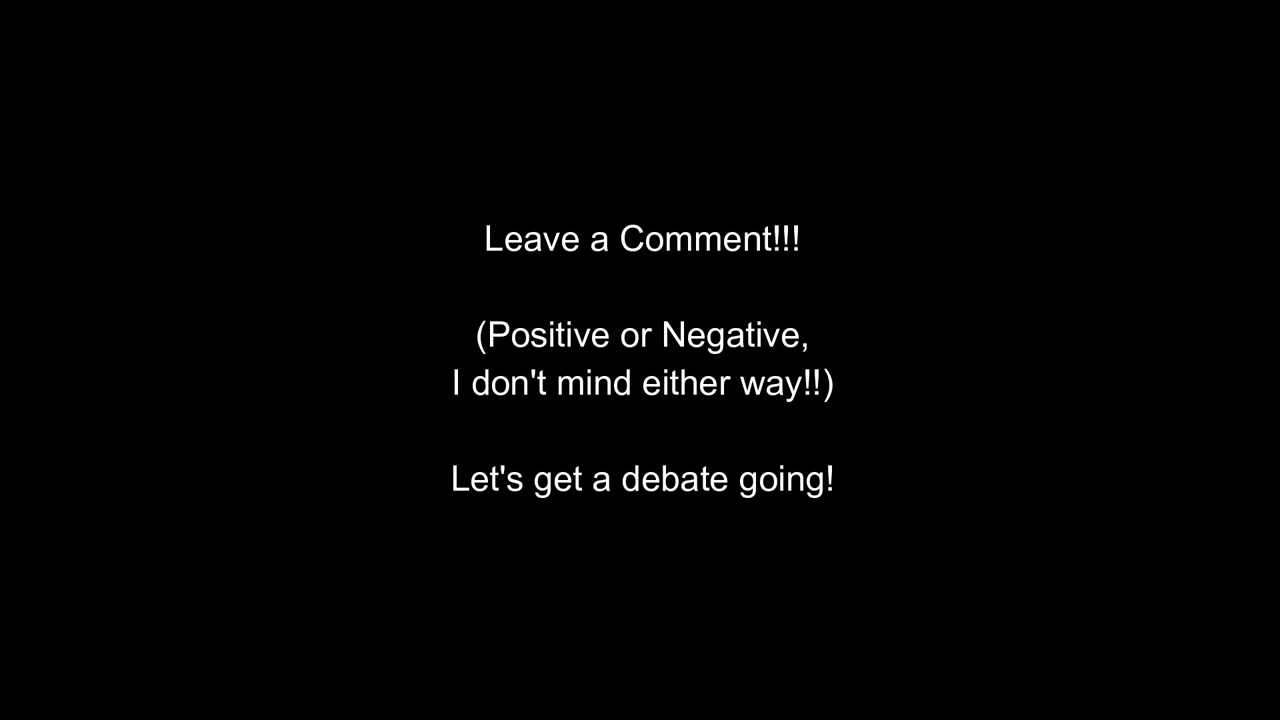 Leave a Comment!!!
(Positive or Negative,
I don't mind either way!!)
Let's get a debate going!